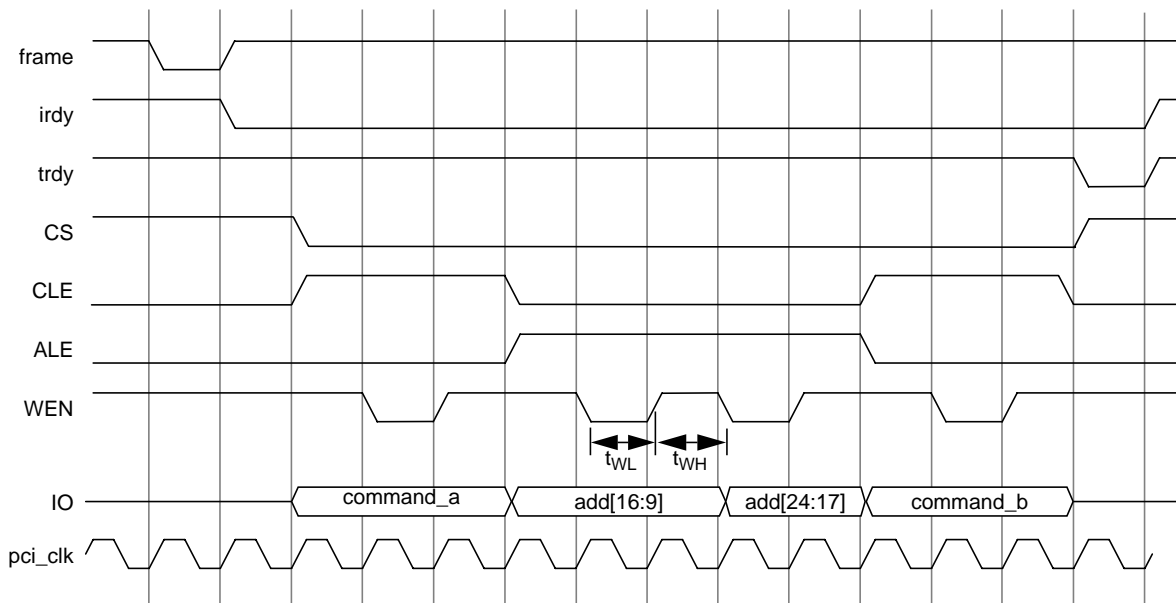 frame
irdy
trdy
CS
CLE
ALE
WEN
tWL tWH
IO command_a add[16:9] add[24:17] command_b
pci_clk